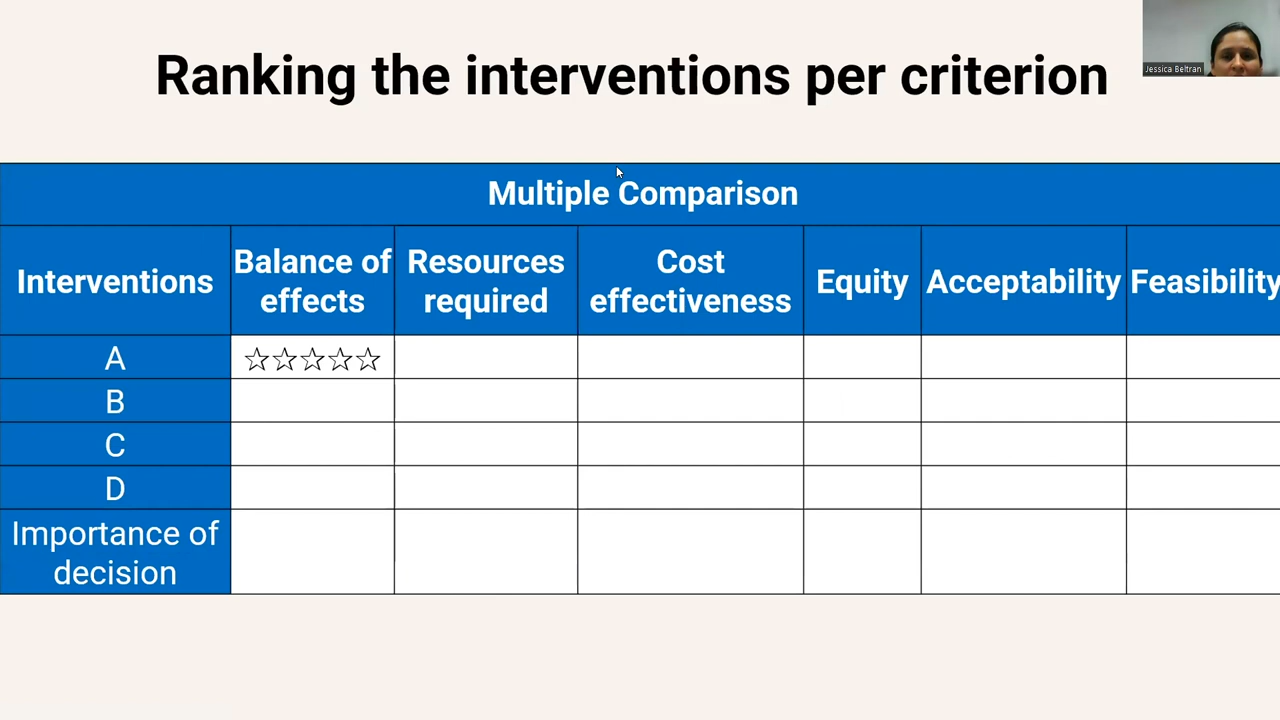 Ranking the interventions per criterion
Jessica Beltran
Multiple Comparison
Interventions
Balance of
effects
Resources
required
Cost
effectiveness
Equity
Acceptability
Feasibility
A
☆☆☆☆☆
B
C
D
Importance of
decision